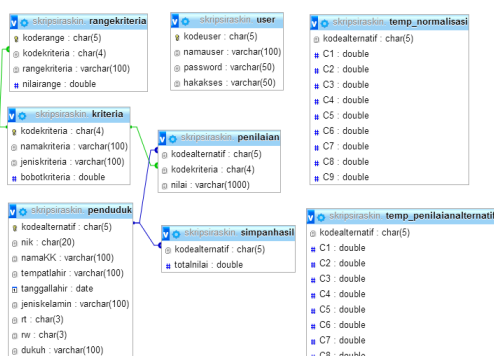 skripsiraskin rangekriteria
koderange : char(5)
kodekriteria : char(4)
rangekriteria : varchar(100)
nilairange : double
skripsiraskin user
kodeuser : char(5)
namauser : varchar(100)
password : varchar(50)
hakakses : varchar(50)
skripsiraskin temp_normalisasi
kodealternatif : char(5)
C1 : double
C2 : double
C3 : double
C4 : double
C5 : double
C6 : double
C7 : double
C8 : double
C9 : double
skripsiraskin kriteria
kodekriteria : char(4)
namakriteria : varchar(100)
jeniskriteria : varchar(100)
bobotkriteria : double
skripsiraskin penilaian
kodealternatif : char(5)
kodekriteria : char(4)
nilai : varchar(1000)
skripsiraskin penduduk
kodealternatif : char(5)
nik : char(20)
namaKK : varchar(100)
tempatlahir : varchar(100)
tanggallahir : date
jeniskelamin : varchar(100)
rt : char(3)
rw : char(3)
dukuh : varchar(100)
skripsiraskin simpanhasil
kodealternatif : char(5)
totalnilai : double
skripsiraskin temp_penilaianalternatif
kodealternatif : char(5)
C1 : double
C2 : double
C3 : double
C4 : double
C5 : double
C6 : double
C7 : double
C8 : double